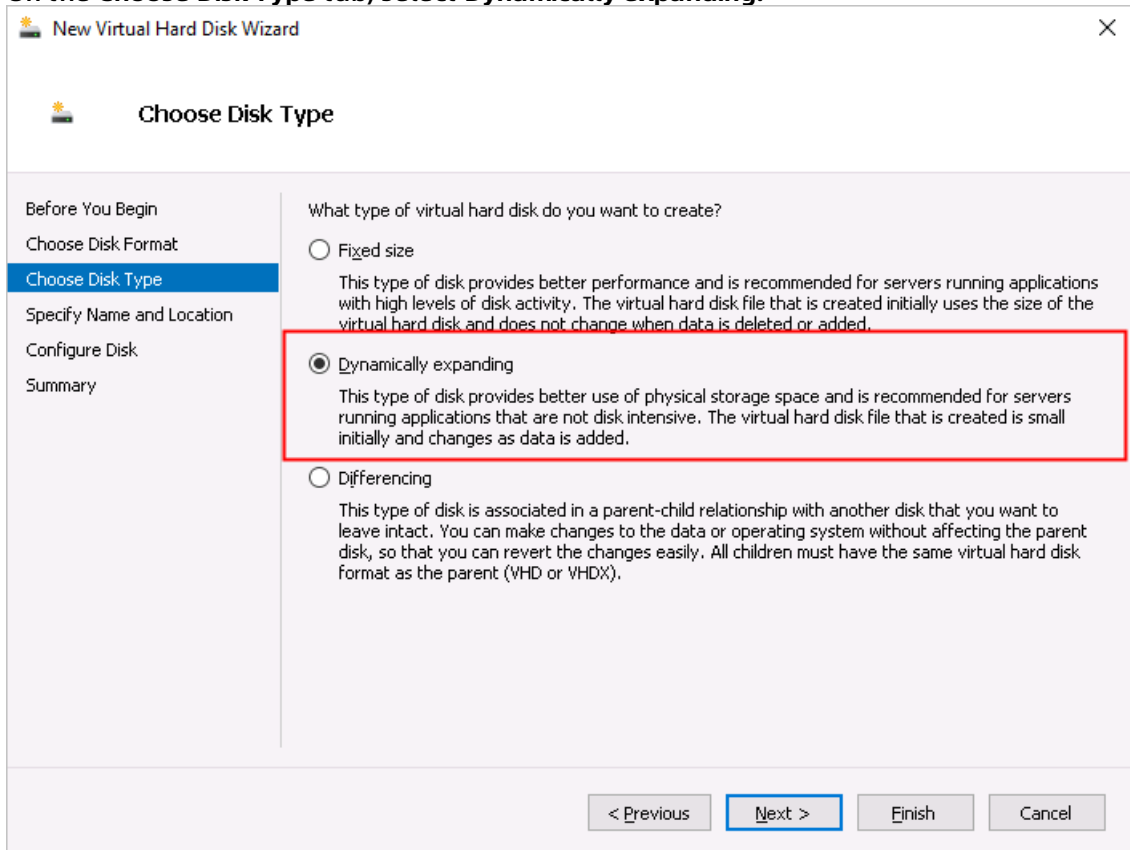 On the Choose Disk Type tab, select Dynamically expanding.
New Virtual Hard Disk Wizard
Choose Disk Type
Before You Begin
Choose Disk Format
Choose Disk Type
Specify Name and Location
Configure Disk
Summary
What type of virtual hard disk do you want to create?
Fixed size
This type of disk provides better performance and is recommended for servers running applications
with high levels of disk activity. The virtual hard disk file that is created initially uses the size of the
virtual hard disk and does not change when data is deleted or added.
Dynamically expanding
This type of disk provides better use of physical storage space and is recommended for servers
running applications that are not disk intensive. The virtual hard disk file that is created is small
initially and changes as data is added.
Differencing
This type of disk is associated in a parent-child relationship with another disk that you want to
leave intact. You can make changes to the data or operating system without affecting the parent
disk, so that you can revert the changes easily. All children must have the same virtual hard disk
format as the parent (VHD or VHDX).
< Previous
Next >
Finish
Cancel